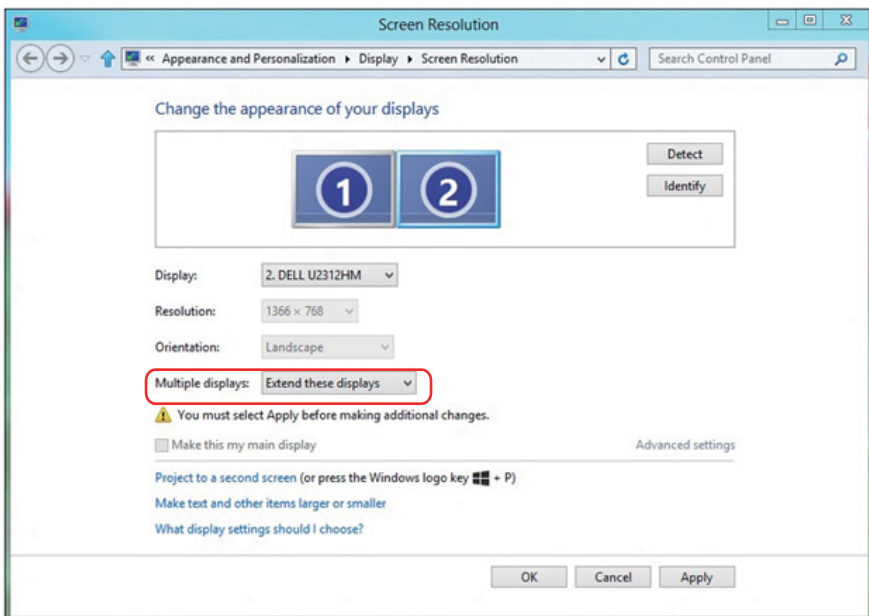 Screen Resolution
« Appearance and Personalization ▸ Display ▸ Screen Resolution
Search Control Panel
Change the appearance of your displays
1 2
Detect
Identify
Display: 2. DELL U2312HM
Resolution: 1366 × 768
Orientation: Landscape
Multiple displays: Extend these displays
You must select Apply before making additional changes.
Make this my main display
Advanced settings
Project to a second screen (or press the Windows logo key + P)
Make text and other items larger or smaller
What display settings should I choose?
OK Cancel Apply